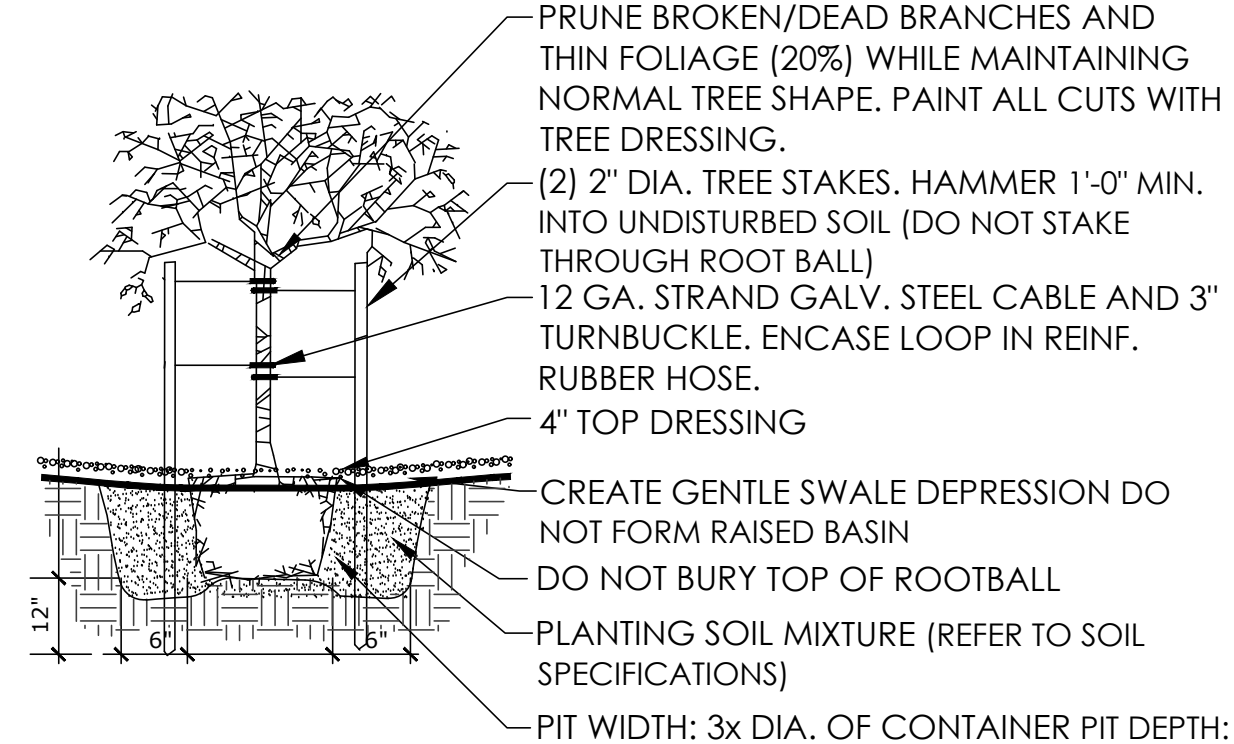 PRUNE BROKEN/DEAD BRANCHES AND
THIN FOLIAGE (20%) WHILE MAINTAINING
NORMAL TREE SHAPE. PAINT ALL CUTS WITH
TREE DRESSING.
(2) 2" DIA. TREE STAKES. HAMMER 1'-0" MIN.
INTO UNDISTURBED SOIL (DO NOT STAKE
THROUGH ROOT BALL)
12 GA. STRAND GALV. STEEL CABLE AND 3"
TURNBUCKLE. ENCASE LOOP IN REINF.
RUBBER HOSE.
4" TOP DRESSING
CREATE GENTLE SWALE DEPRESSION DO
NOT FORM RAISED BASIN
DO NOT BURY TOP OF ROOTBALL
PLANTING SOIL MIXTURE (REFER TO SOIL
SPECIFICATIONS)
PIT WIDTH: 3x DIA. OF CONTAINER PIT DEPTH:
12"
6"
6"